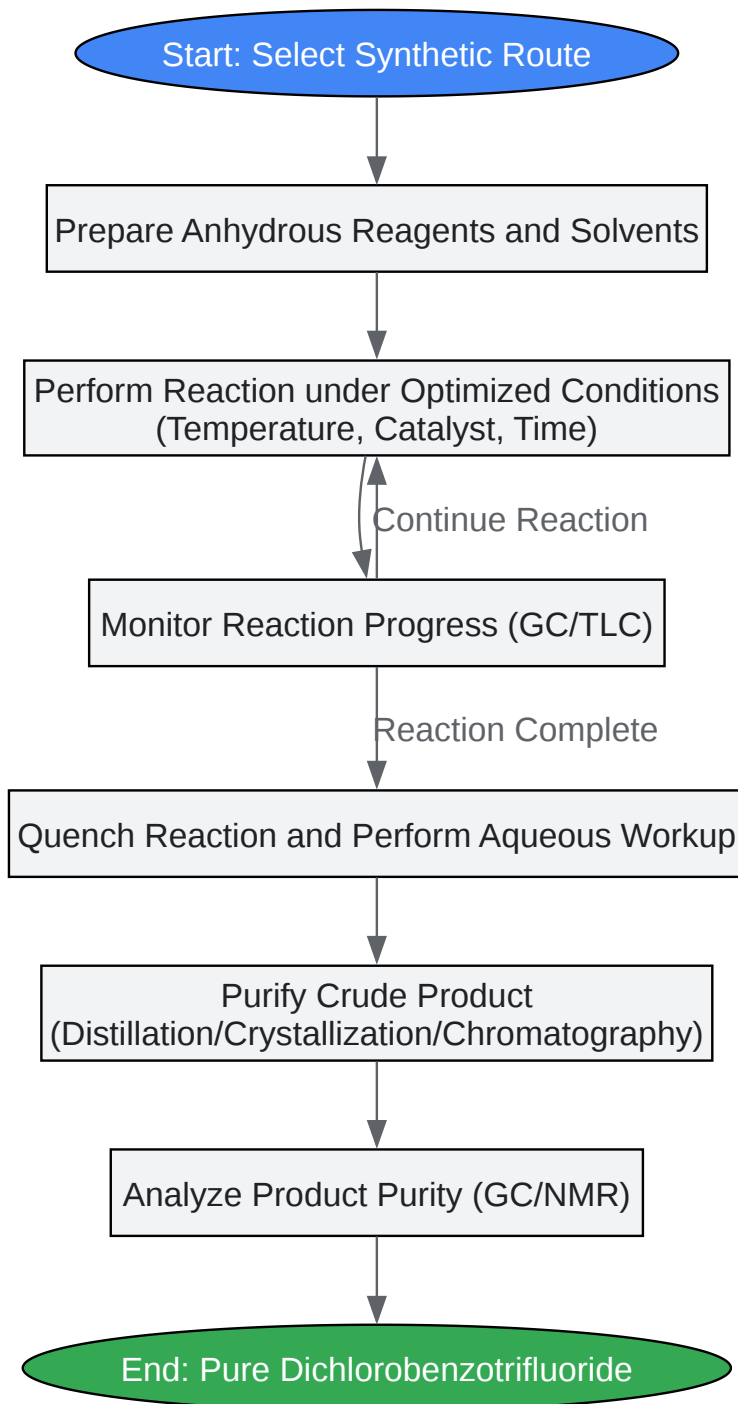 Start: Select Synthetic Route
Prepare Anhydrous Reagents and Solvents
Perform Reaction under Optimized Conditions
(Temperature, Catalyst, Time)
Continue Reaction
Monitor Reaction Progress (GC/TLC)
Reaction Complete
Quench Reaction and Perform Aqueous Workup
Purify Crude Product
(Distillation/Crystallization/Chromatography)
Analyze Product Purity (GC/NMR)
End: Pure Dichlorobenzotrifluoride